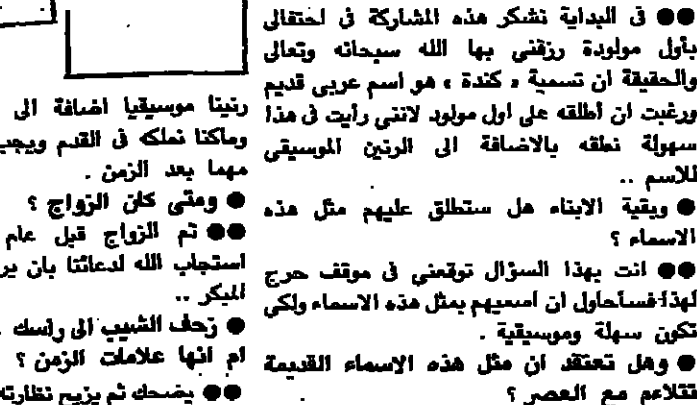 ●● فى البداية نشكر هذه المشاركة فى احتفالى
بأول مولودة رزقنى بها الله سبحانه وتعالى
والحقيقة ان تسمية « كندة » هو اسم عربى قديم
ورغبت ان أطلقه على اول مولود لاننى رأيت فى هذا
سهولة نطقه بالاضافة الى الرنين الموسيقى
للاسم ..
● وبقية الابناء هل ستطلق عليهم مثل هذه
الاسماء ؟
●● انت بهذا السؤال توقعنى فى موقف حرج
لهذا فسأحاول ان اسميهم بمثل هذه الاسماء ولكى
تكون سهلة وموسيقية .
● وهل تعتقد ان مثل هذه الاسماء القديمة
تتلاءم مع العصر ؟
رنينا موسيقيا اضافة الى
وماكنا نملكه فى القدم ويجب
مهما بعد الزمن .
● ومتى كان الزواج ؟
●● تم الزواج قبل عام
استجاب الله لدعائنا بان ير
المبكر ..
● زحف الشيب الى رأسك
ام انها علامات الزمن ؟
●● يضحك ثم يزيح نظارته